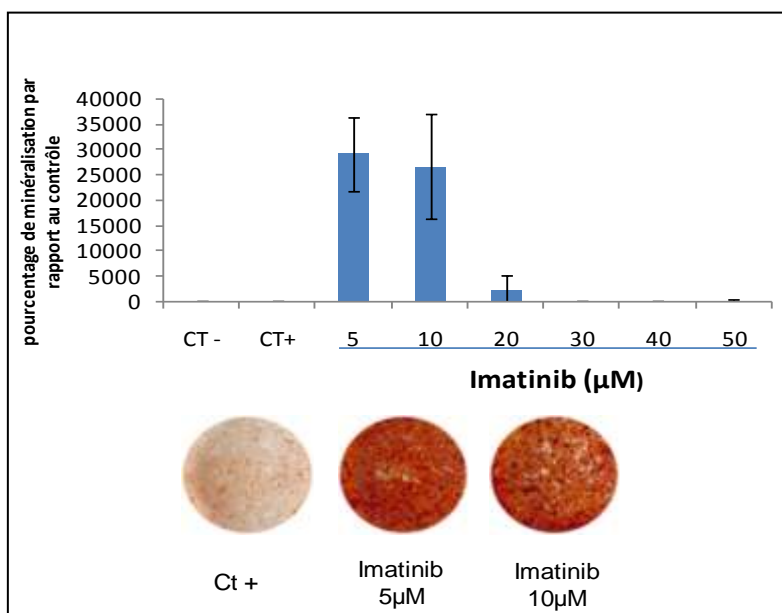 pourcentage de minéralisation par
rapport au contrôle
40000
35000
30000
25000
20000
15000
10000
5000
0
CT - CT+ 5 10 20 30 40 50
Imatinib (µM)
Ct + Imatinib Imatinib
5µM 10µM